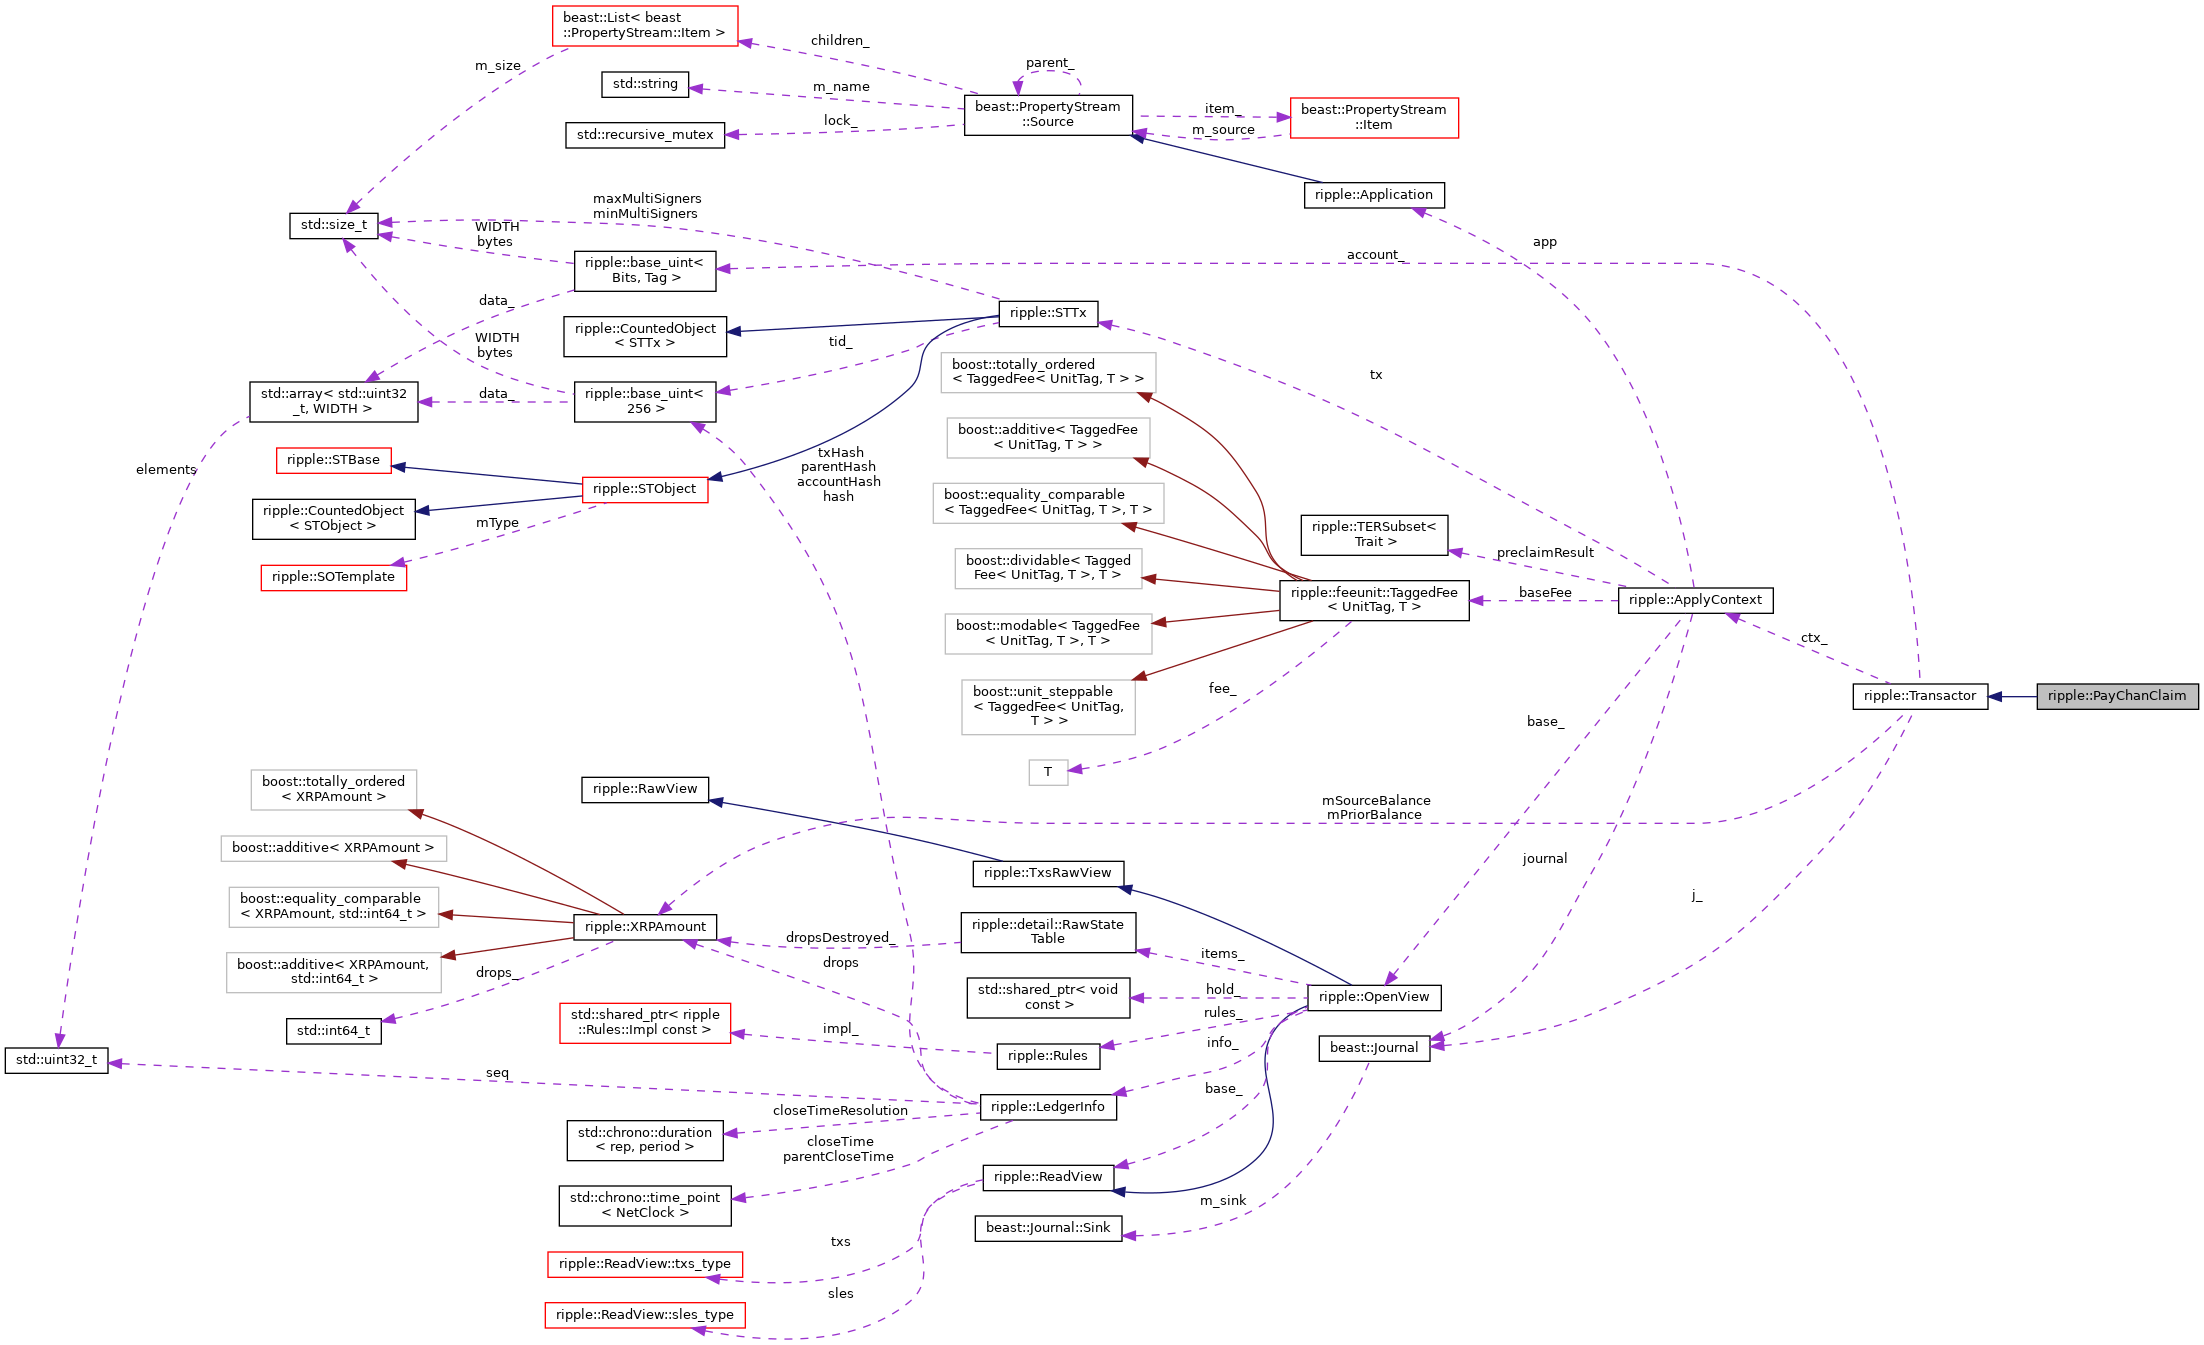 beast::List< beast
::PropertyStream::Item >
children_
m_size
parent_
std::string
m_name
beast::PropertyStream
::Source
item_
m_source
beast::PropertyStream
::Item
std::recursive_mutex
lock_
ripple::Application
maxMultiSigners
minMultiSigners
std::size_t
WIDTH
bytes
app
account_
ripple::base_uint<
Bits, Tag >
data_
ripple::STTx
ripple::CountedObject
< STTx >
WIDTH
bytes
tid_
boost::totally_ordered
< TaggedFee< UnitTag, T > >
tx
std::array< std::uint32
_t, WIDTH >
data_
ripple::base_uint<
256 >
boost::additive< TaggedFee
< UnitTag, T > >
elements
ripple::STBase
txHash
parentHash
accountHash
hash
ripple::STObject
boost::equality_comparable
< TaggedFee< UnitTag, T >, T >
ripple::CountedObject
< STObject >
mType
ripple::TERSubset<
Trait >
preclaimResult
boost::dividable< Tagged
Fee< UnitTag, T >, T >
ripple::SOTemplate
ripple::feeunit::TaggedFee
< UnitTag, T >
baseFee
ripple::ApplyContext
boost::modable< TaggedFee
< UnitTag, T >, T >
ctx_
boost::unit_steppable
< TaggedFee< UnitTag,
T > >
fee_
ripple::Transactor
ripple::PayChanClaim
base_
T
boost::totally_ordered
< XRPAmount >
ripple::RawView
mSourceBalance
mPriorBalance
boost::additive< XRPAmount >
journal
ripple::TxsRawView
boost::equality_comparable
< XRPAmount, std::int64_t >
j_
ripple::XRPAmount
dropsDestroyed_
ripple::detail::RawState
Table
items_
boost::additive< XRPAmount,
std::int64_t >
drops_
drops
std::shared_ptr< void
const >
hold_
ripple::OpenView
std::int64_t
std::shared_ptr< ripple
::Rules::Impl const >
impl_
rules_
ripple::Rules
info_
beast::Journal
std::uint32_t
seq
base_
closeTimeResolution
ripple::LedgerInfo
std::chrono::duration
< rep, period >
closeTime
parentCloseTime
ripple::ReadView
std::chrono::time_point
< NetClock >
m_sink
beast::Journal::Sink
txs
ripple::ReadView::txs_type
sles
ripple::ReadView::sles_type